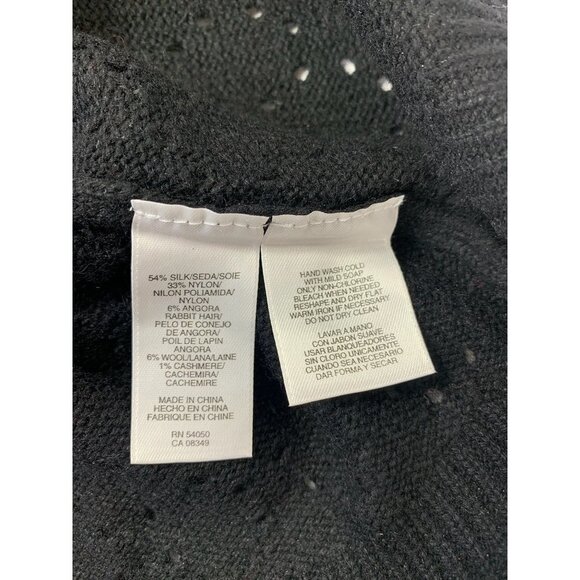 54% SILK/SEDA/SOIE
33% NYLON/
NILON POLIAMIDA/
NYLON
6% ANGORA
RABBIT HAIR/
PELO DE CONEJO
DE ANGORA/
POIL DE LAPIN
ANGORA
6% WOOL/LANA/LAINE
1% CASHMERE/
CACHEMIRA/
CACHEMIRE
MADE IN CHINA
HECHO EN CHINA
FABRIQUE EN CHINE
RN 54050
CA 08349
HAND WASH COLD
WITH MILD SOAP
ONLY NON-CHLORINE
BLEACH WHEN NEEDED
RESHAPE AND DRY FLAT
WARM IRON IF NECESSARY
DO NOT DRY CLEAN
LAVAR A MANO
CON JABON SUAVE
USAR BLANQUEADORES
SIN CLORO UNICAMENTE
CUANDO SEA NECESARIO
DAR FORMA Y SECAR